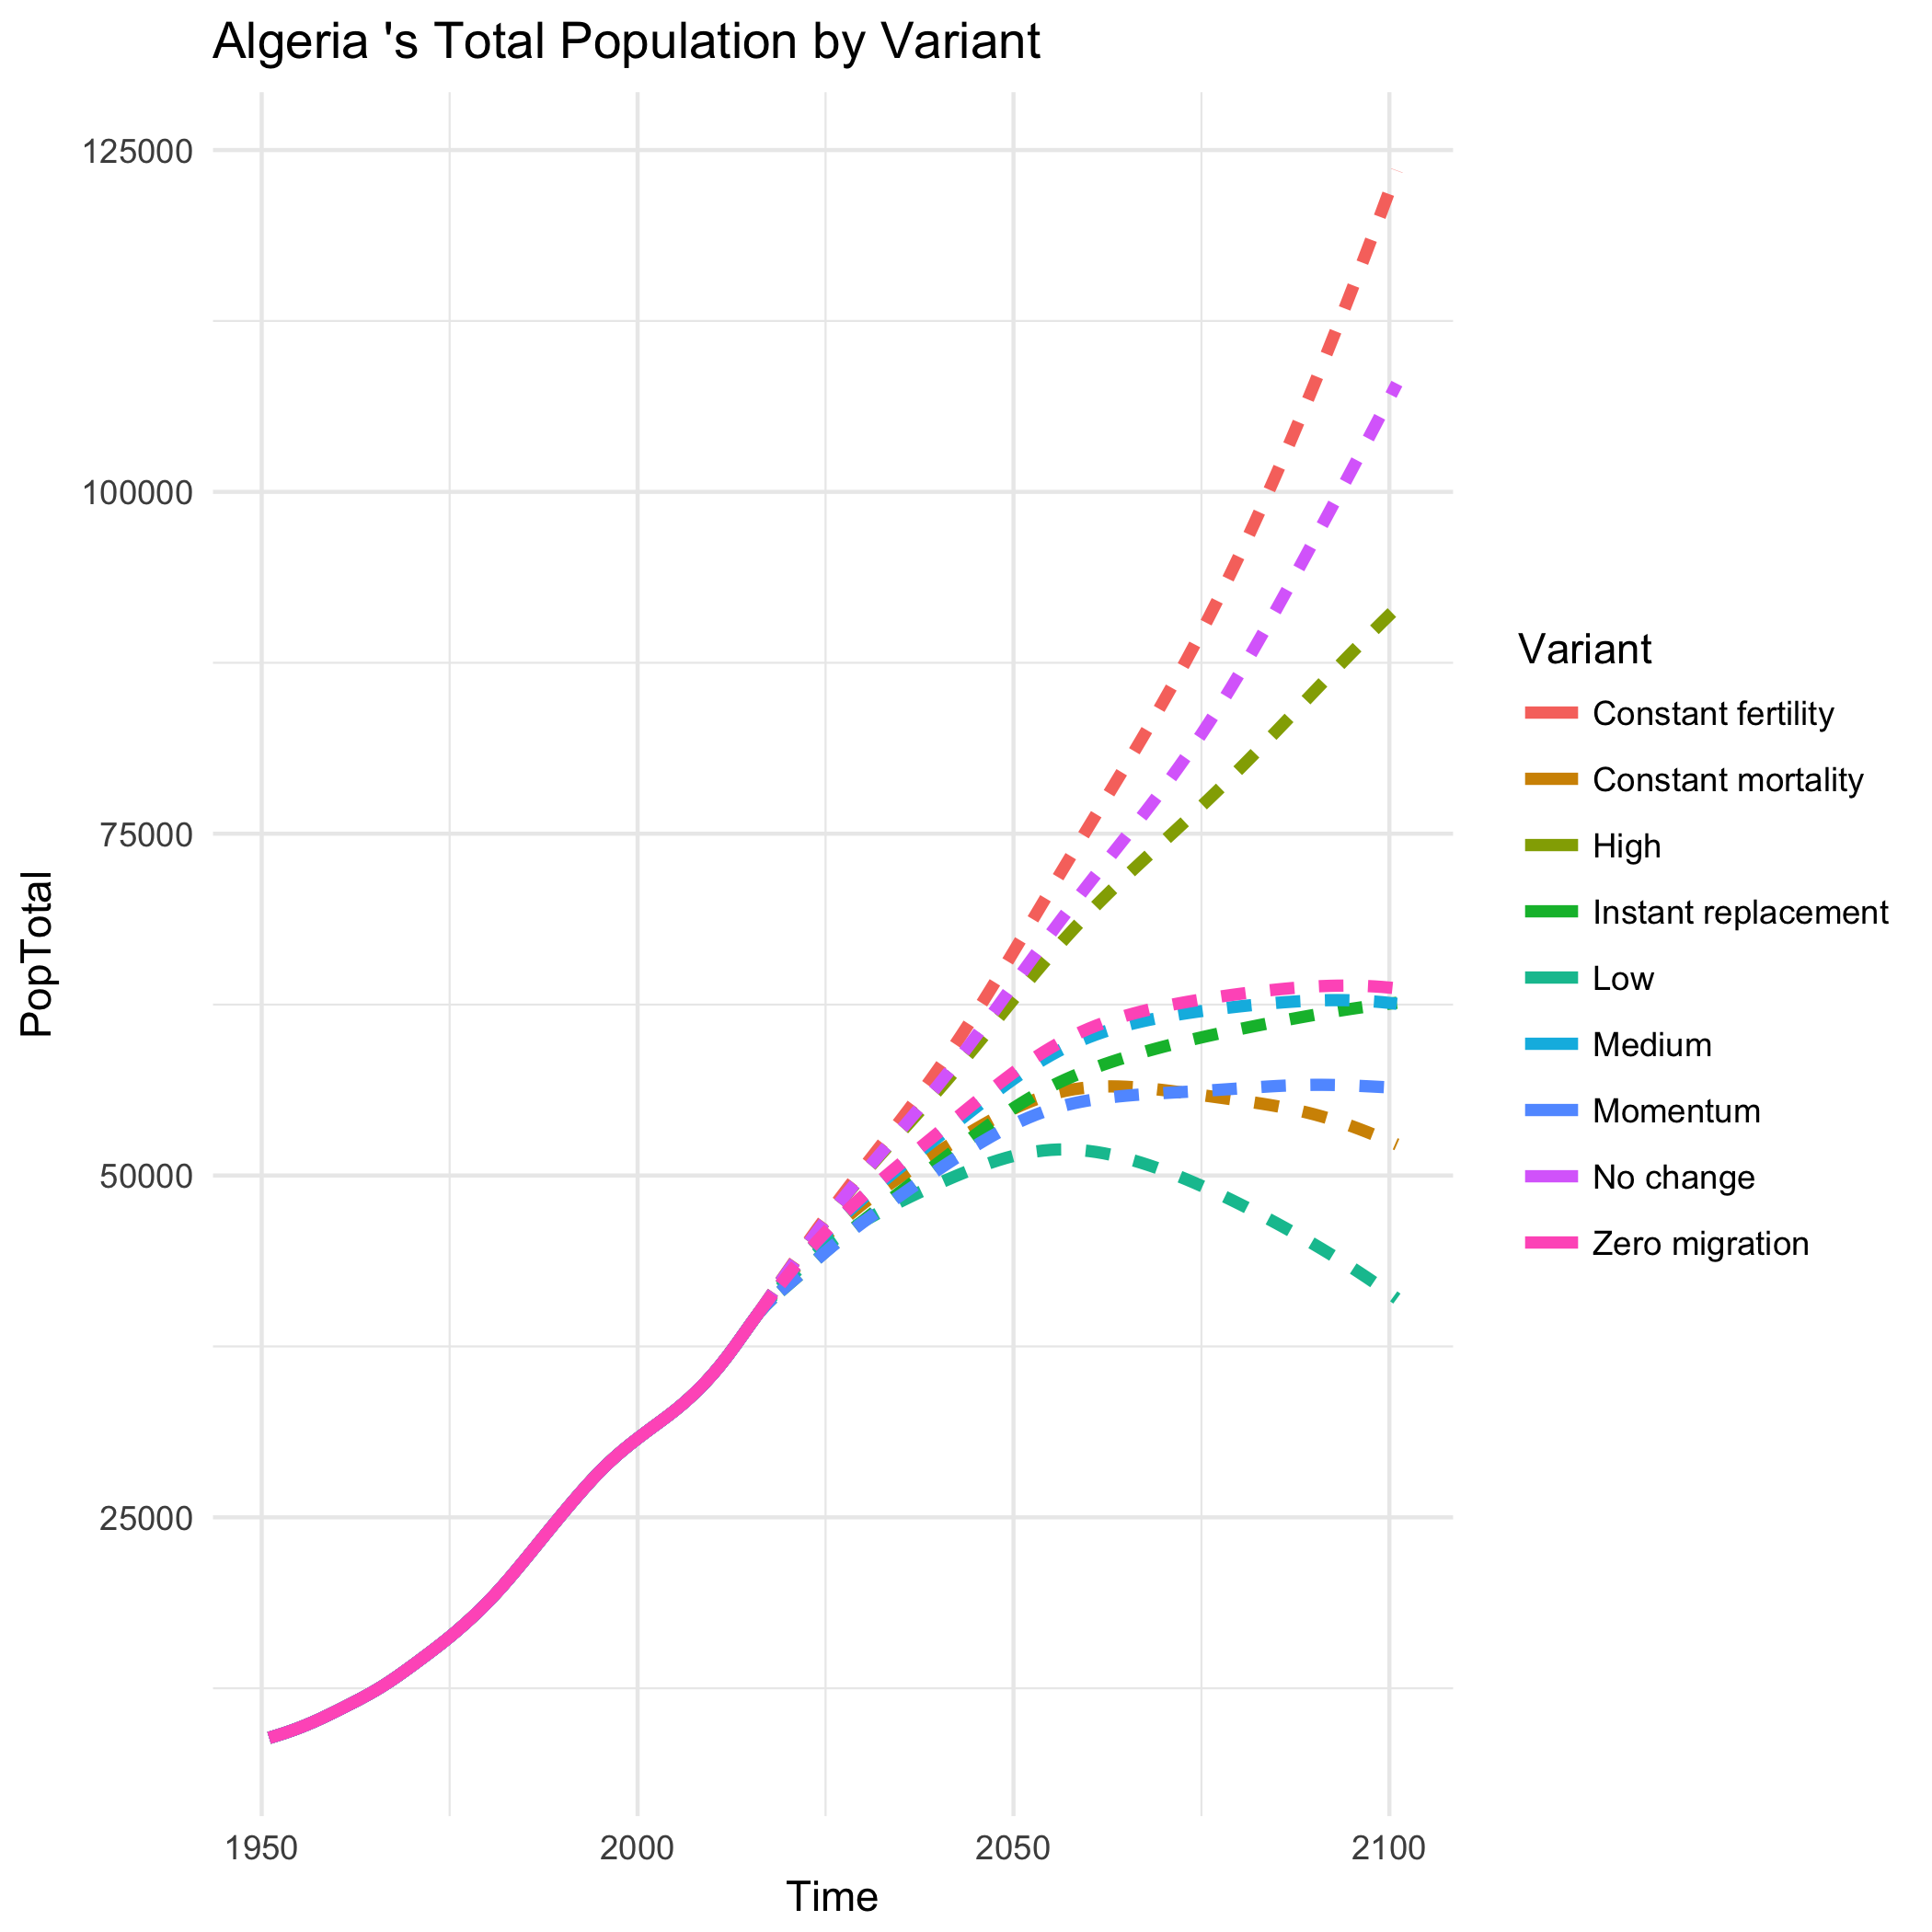 Algeria 's Total Population by Variant
125000
100000
75000
50000
25000
PopTotal
1950
2000
2050
2100
Time
Variant
Constant fertility
Constant mortality
High
Instant replacement
Low
Medium
Momentum
No change
Zero migration